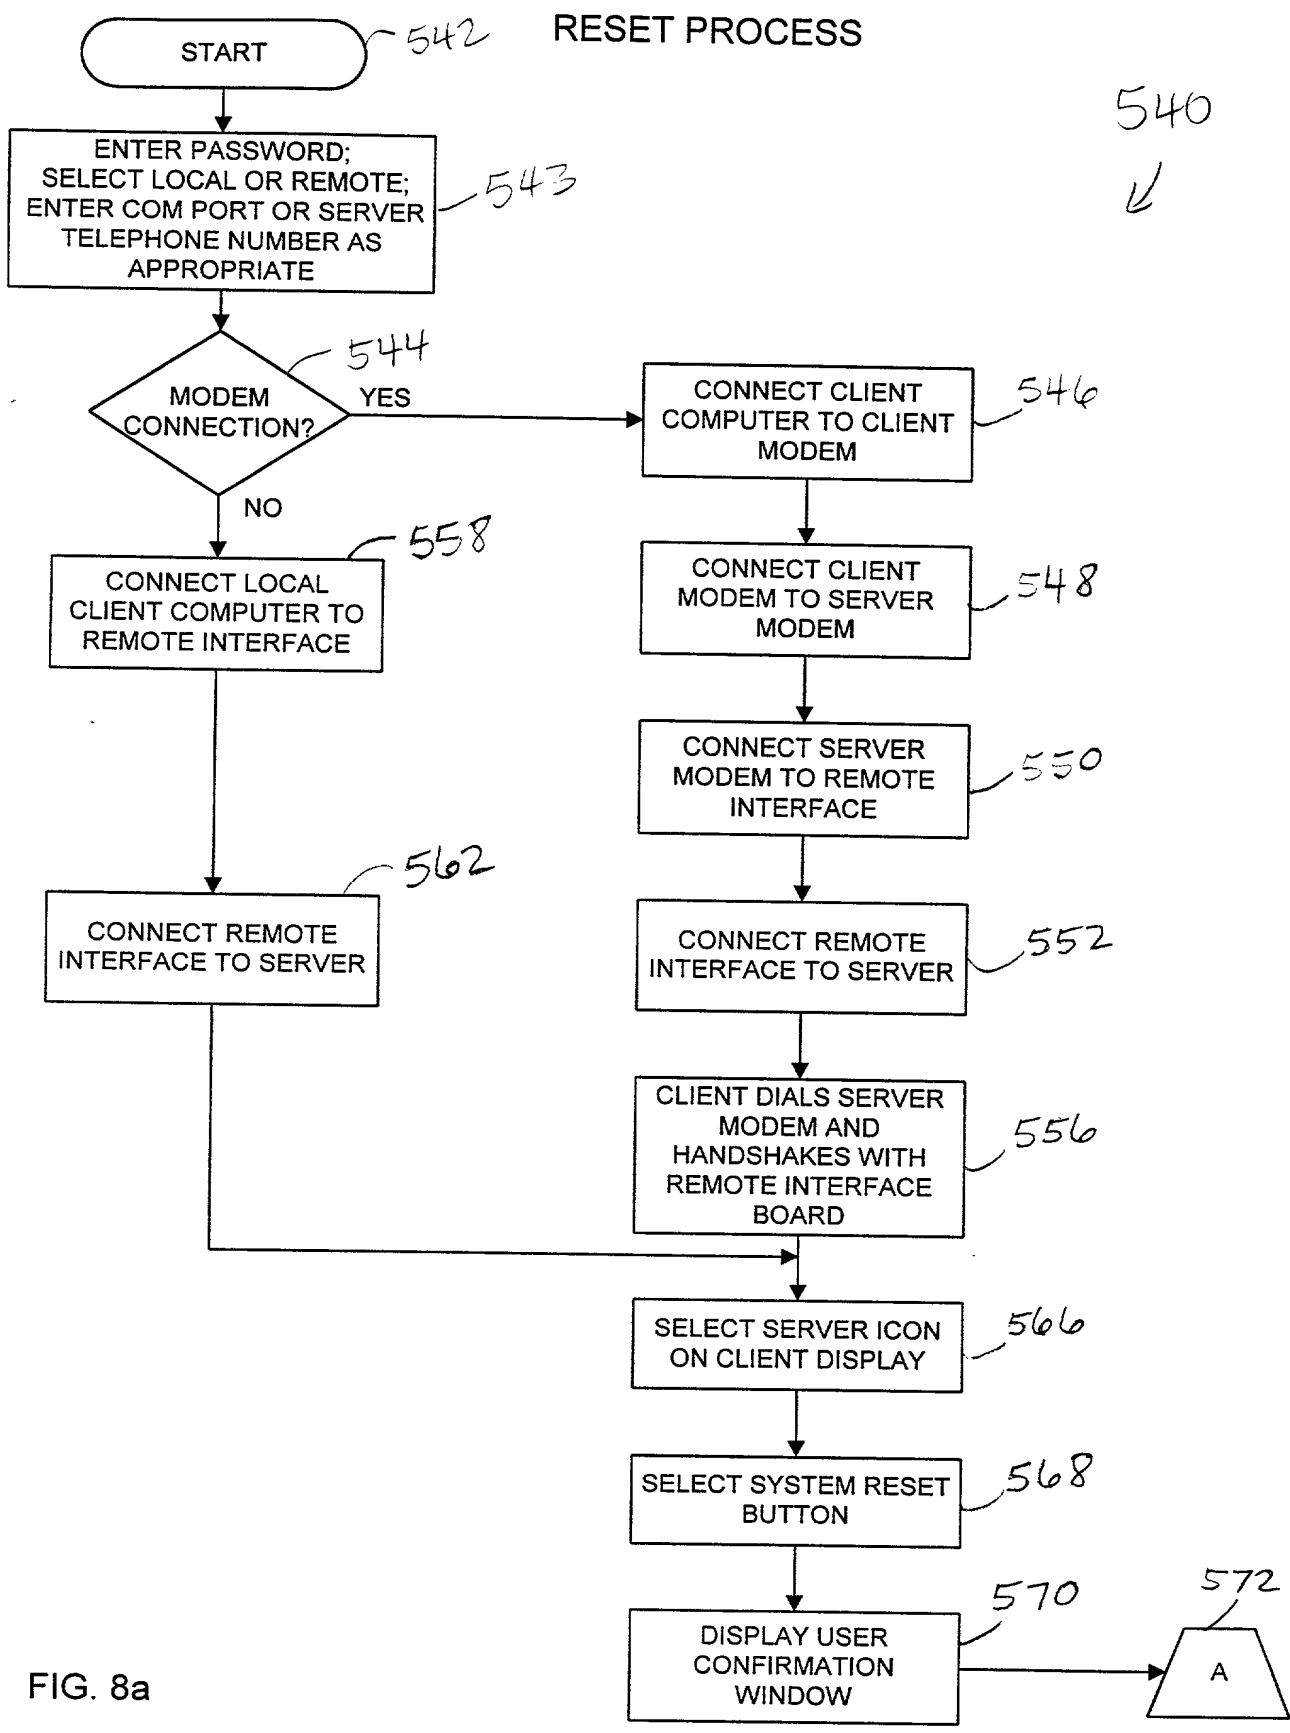 RESET PROCESS
START
542
540
ENTER PASSWORD;
SELECT LOCAL OR REMOTE;
ENTER COM PORT OR SERVER
TELEPHONE NUMBER AS
APPROPRIATE
543
544
MODEM
CONNECTION?
YES
NO
CONNECT CLIENT
COMPUTER TO CLIENT
MODEM
546
558
CONNECT LOCAL
CLIENT COMPUTER TO
REMOTE INTERFACE
CONNECT CLIENT
MODEM TO SERVER
MODEM
548
CONNECT SERVER
MODEM TO REMOTE
INTERFACE
550
562
CONNECT REMOTE
INTERFACE TO SERVER
CONNECT REMOTE
INTERFACE TO SERVER
552
CLIENT DIALS SERVER
MODEM AND
HANDSHAKES WITH
REMOTE INTERFACE
BOARD
556
SELECT SERVER ICON
ON CLIENT DISPLAY
566
SELECT SYSTEM RESET
BUTTON
568
DISPLAY USER
CONFIRMATION
WINDOW
570
572
A
FIG. 8a